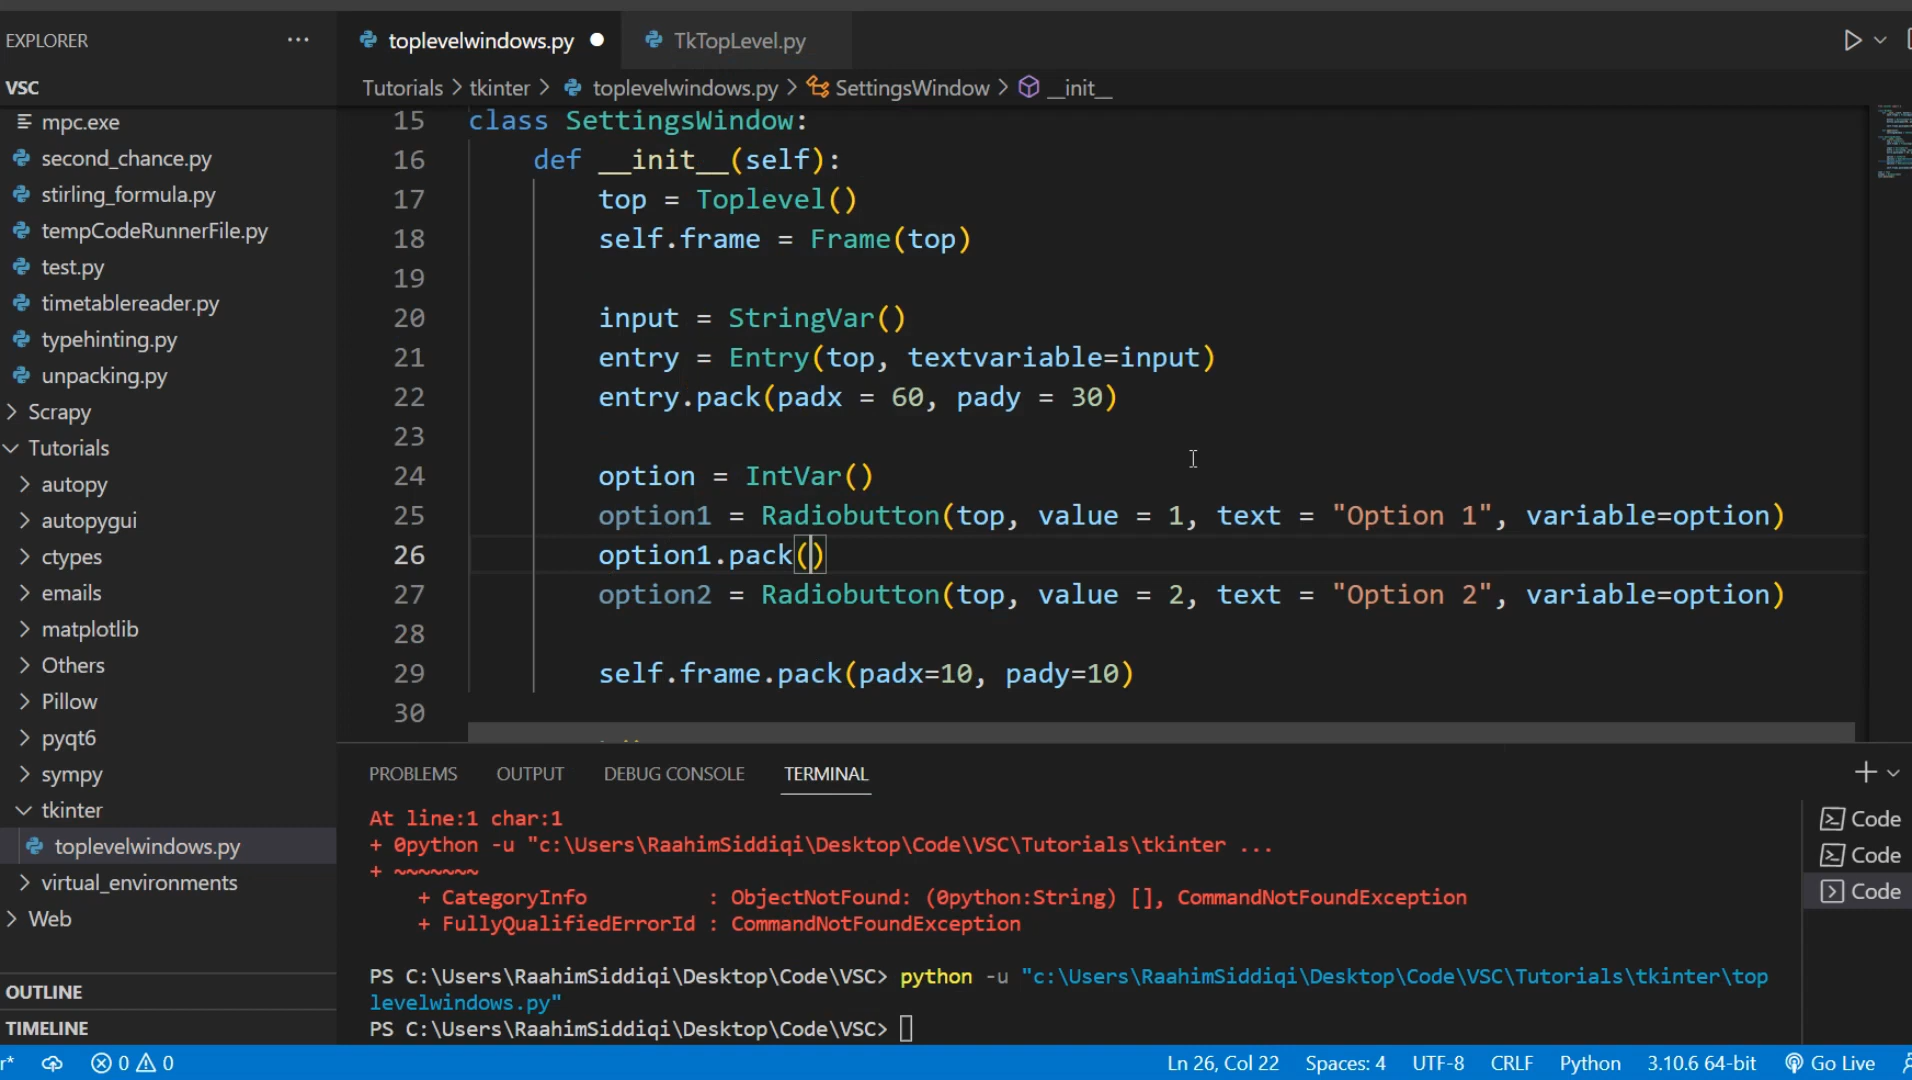 EXPLORER ···
toplevelwindows.py ●
TkTopLevel.py
VSC
Tutorials > tkinter > toplevelwindows.py > SettingsWindow > __init__
mpc.exe
second_chance.py
stirling_formula.py
tempCodeRunnerFile.py
test.py
timetablereader.py
typehinting.py
unpacking.py
> Scrapy
Tutorials
> autopy
> autopygui
> ctypes
> emails
> matplotlib
> Others
> Pillow
> pyqt6
> sympy
tkinter
toplevelwindows.py
> virtual_environments
> Web
OUTLINE
TIMELINE
15 class SettingsWindow:
16 def __init__(self):
17 top = Toplevel()
18 self.frame = Frame(top)
19
20 input = StringVar()
21 entry = Entry(top, textvariable=input)
22 entry.pack(padx = 60, pady = 30)
23
24 option = IntVar()
25 option1 = Radiobutton(top, value = 1, text = "Option 1", variable=option)
26 option1.pack()
27 option2 = Radiobutton(top, value = 2, text = "Option 2", variable=option)
28
29 self.frame.pack(padx=10, pady=10)
30
PROBLEMS OUTPUT DEBUG CONSOLE TERMINAL
At line:1 char:1
+ 0python -u "c:\Users\RaahimSiddiqi\Desktop\Code\VSC\Tutorials\tkinter ...
+ ~~~~~~~
+ CategoryInfo : ObjectNotFound: (0python:String) [], CommandNotFoundException
+ FullyQualifiedErrorId : CommandNotFoundException
PS C:\Users\RaahimSiddiqi\Desktop\Code\VSC> python -u "c:\Users\RaahimSiddiqi\Desktop\Code\VSC\Tutorials\tkinter\top
levelwindows.py"
PS C:\Users\RaahimSiddiqi\Desktop\Code\VSC>
Code
Code
Code
r* 0 0 Ln 26, Col 22 Spaces: 4 UTF-8 CRLF Python 3.10.6 64-bit Go Live